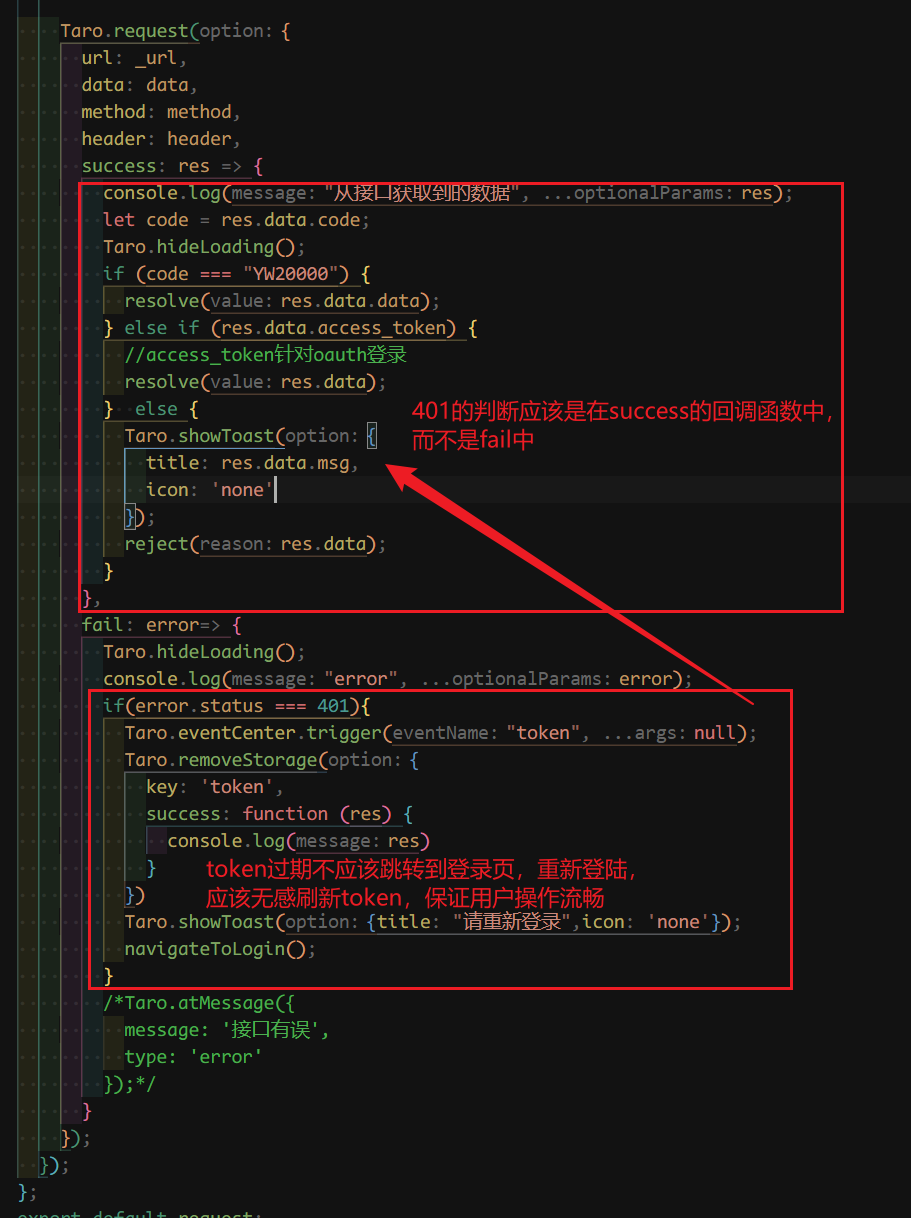 Taro.request(option: {
url: _url,
data: data,
method: method,
header: header,
success: res => {
console.log(message: "从接口获取到的数据", ...optionalParams: res);
let code = res.data.code;
Taro.hideLoading();
if (code === "YW20000") {
resolve(value: res.data.data);
} else if (res.data.access_token) {
//access_token针对oauth登录
resolve(value: res.data);
} else {
401的判断应该是在success的回调函数中，
Taro.showToast(option: {
而不是fail中
title: res.data.msg,
icon: 'none'
});
reject(reason: res.data);
}
},
fail: error=> {
Taro.hideLoading();
console.log(message: "error", ...optionalParams: error);
if(error.status === 401){
Taro.eventCenter.trigger(eventName: "token", ...args: null);
Taro.removeStorage(option: {
key: 'token',
success: function (res) {
console.log(message: res)
}
token过期不应该跳转到登录页，重新登陆，
})
应该无感刷新token，保证用户操作流畅
Taro.showToast(option: {title: "请重新登录",icon: 'none'});
navigateToLogin();
}
/*Taro.atMessage({
message: '接口有误',
type: 'error'
});*/
}
});
});
};
export default request;